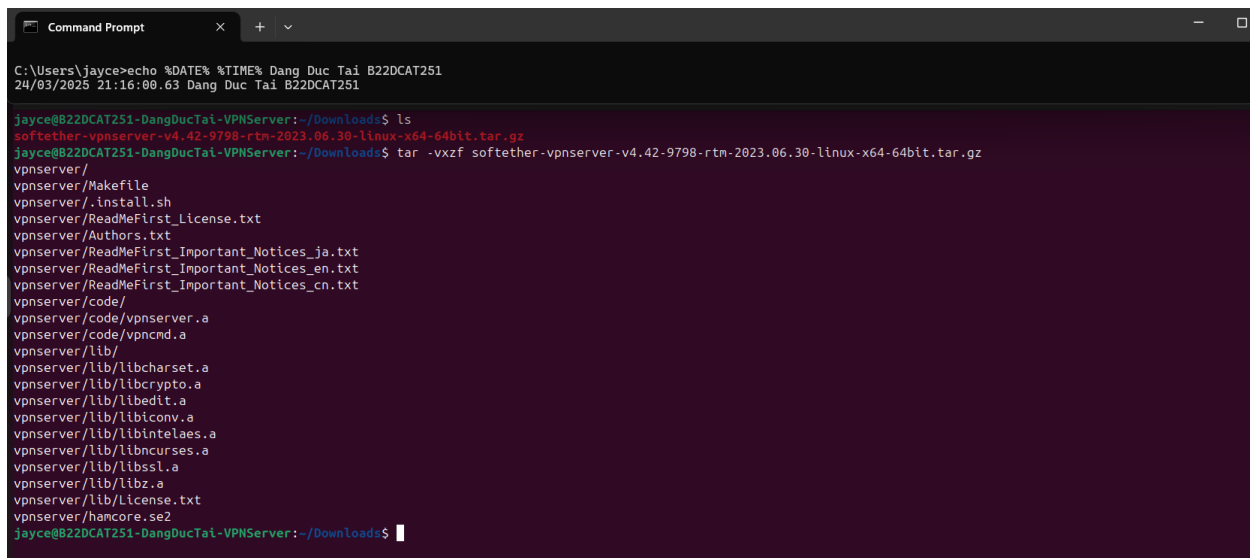 Command Prompt
C:\Users\jayce>echo %DATE% %TIME% Dang Duc Tai B22DCAT251
24/03/2025 21:16:00.63 Dang Duc Tai B22DCAT251
jayce@B22DCAT251-DangDucTai-VPNServer:~/Downloads$ ls
softether-vpnserver-v4.42-9798-rtm-2023.06.30-linux-x64-64bit.tar.gz
jayce@B22DCAT251-DangDucTai-VPNServer:~/Downloads$ tar -vxzf softether-vpnserver-v4.42-9798-rtm-2023.06.30-linux-x64-64bit.tar.gz
vpnserver/
vpnserver/Makefile
vpnserver/.install.sh
vpnserver/ReadMeFirst_License.txt
vpnserver/Authors.txt
vpnserver/ReadMeFirst_Important_Notices_ja.txt
vpnserver/ReadMeFirst_Important_Notices_en.txt
vpnserver/ReadMeFirst_Important_Notices_cn.txt
vpnserver/code/
vpnserver/code/vpnserver.a
vpnserver/code/vpncmd.a
vpnserver/lib/
vpnserver/lib/libcharset.a
vpnserver/lib/libcrypto.a
vpnserver/lib/libedit.a
vpnserver/lib/libiconv.a
vpnserver/lib/libintelaes.a
vpnserver/lib/libncurses.a
vpnserver/lib/libssl.a
vpnserver/lib/libz.a
vpnserver/lib/License.txt
vpnserver/hamcore.se2
jayce@B22DCAT251-DangDucTai-VPNServer:~/Downloads$